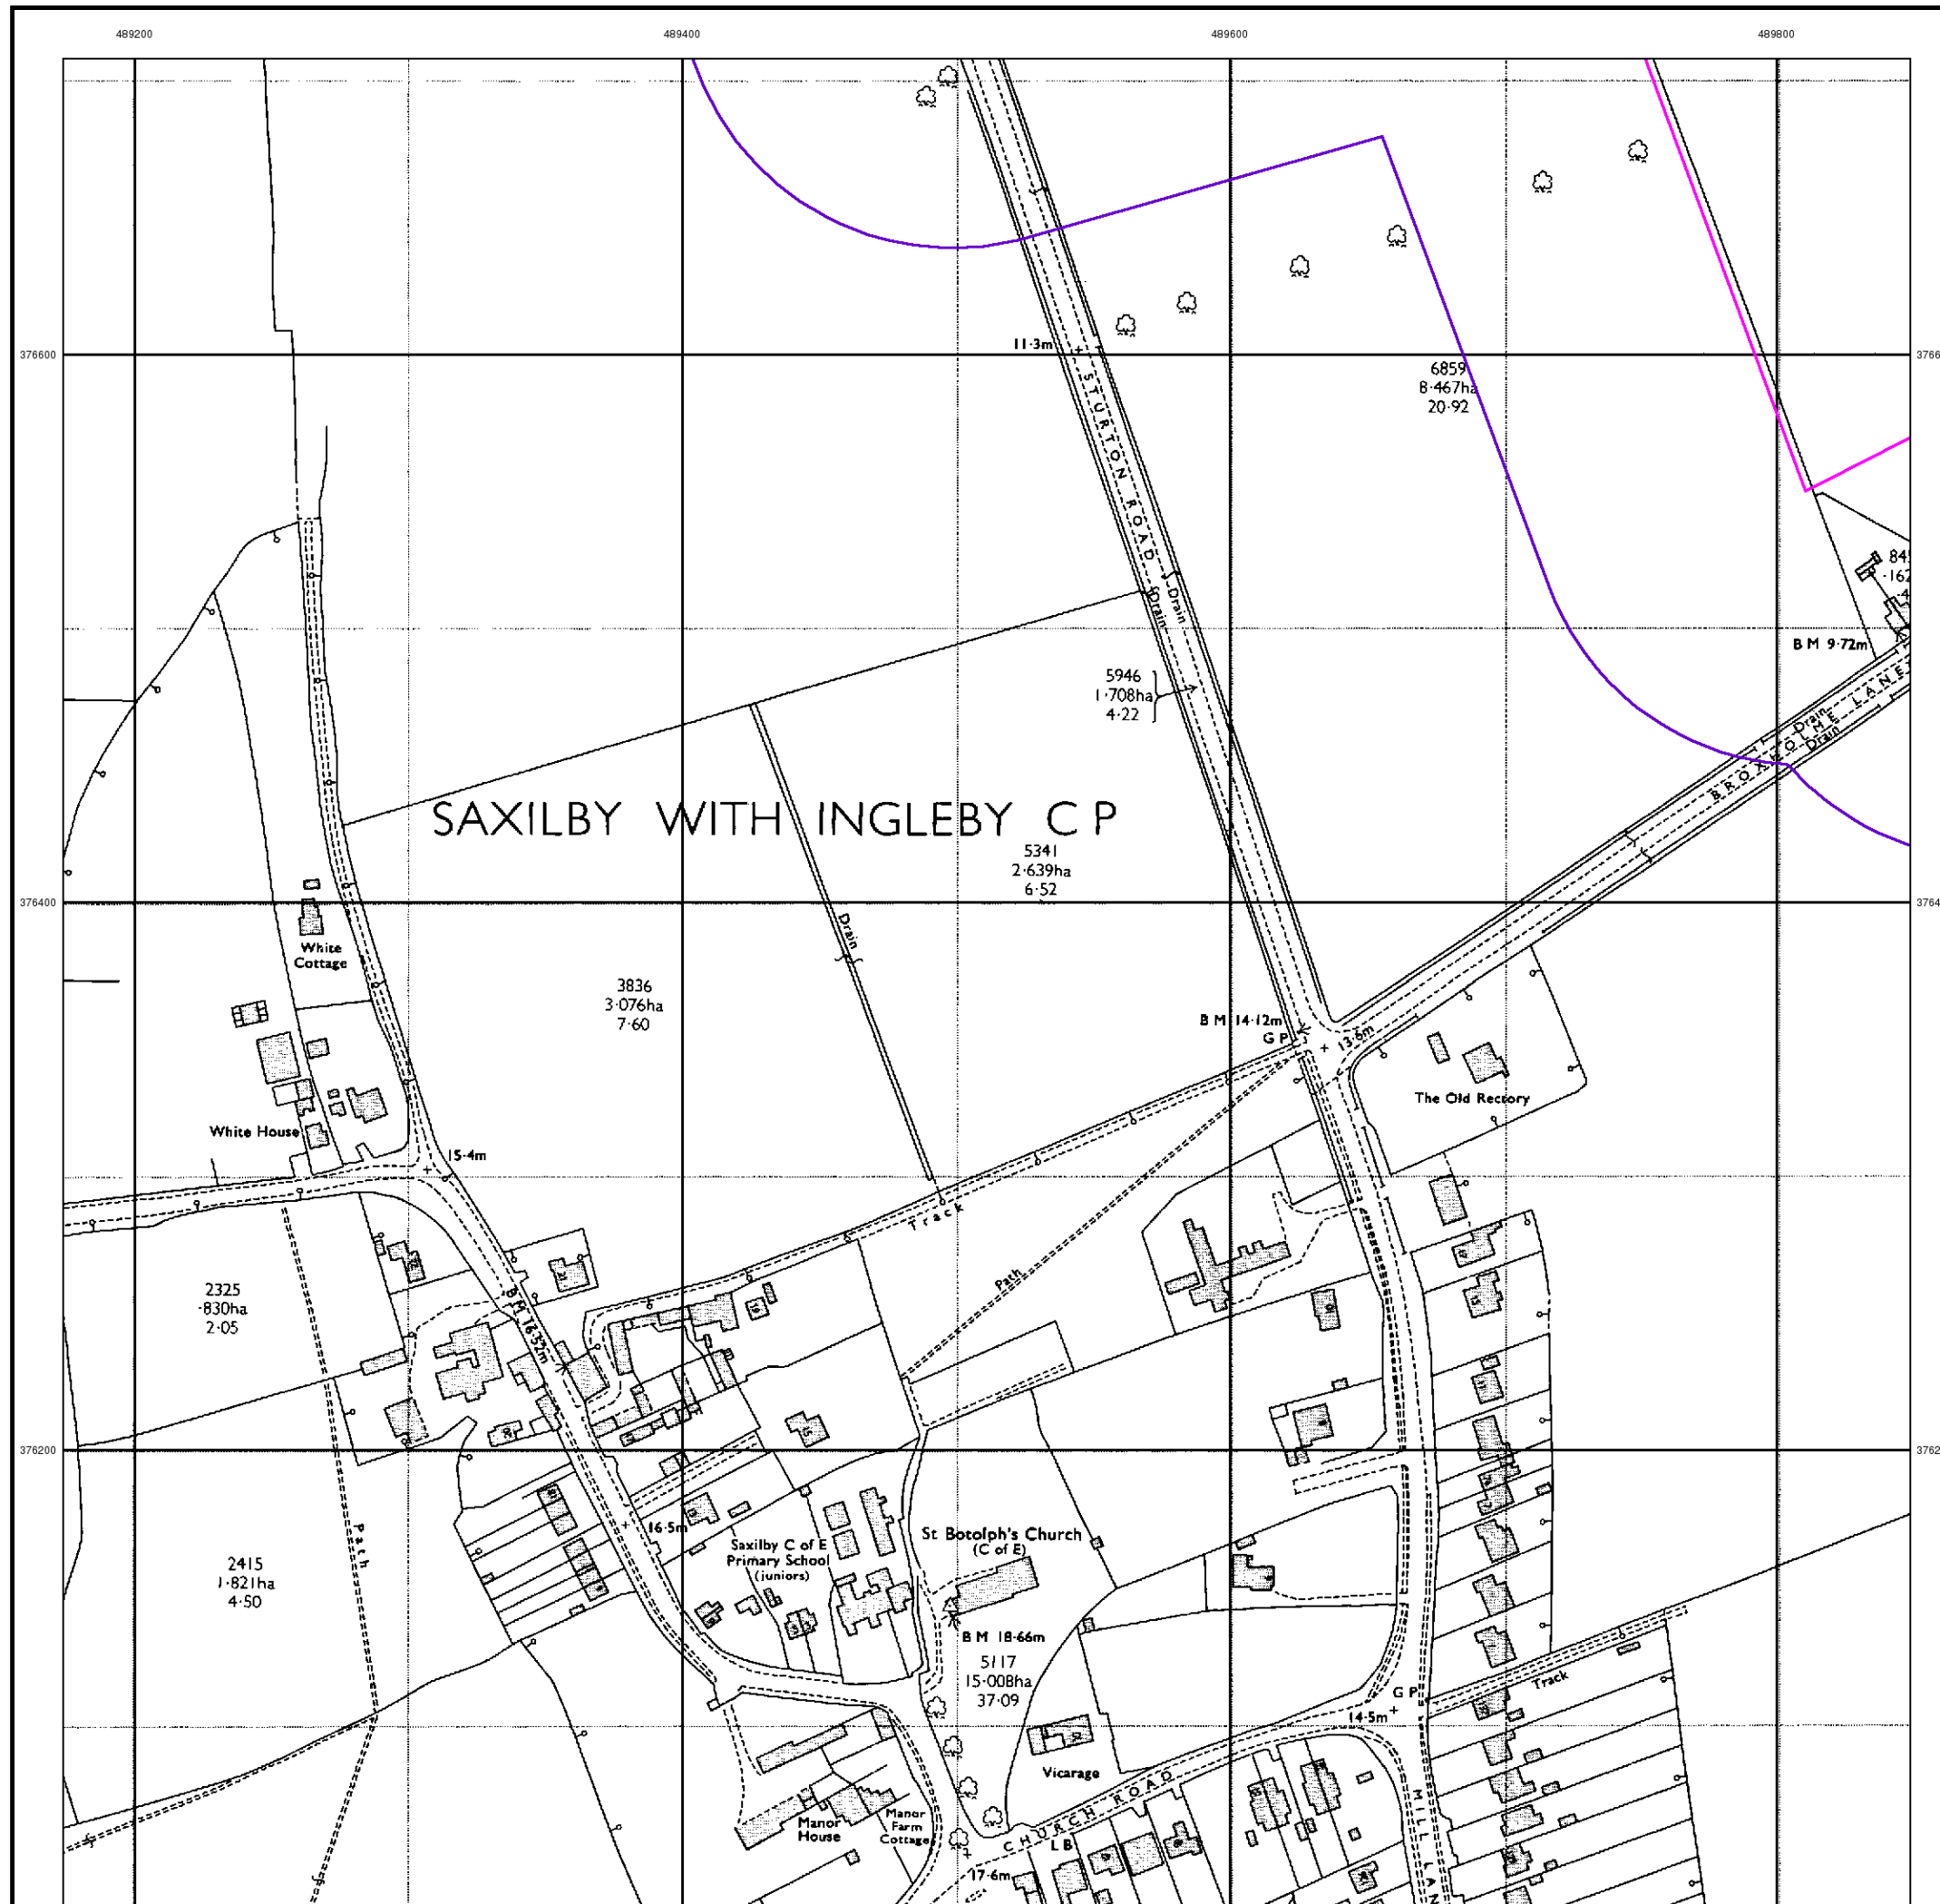 489200
489400
489600
489800
376600
11·3m
STURTON ROAD
6859
8·467ha
20·92
Drain
Drain
B M 9·72m
5946
1·708ha
4·22
BROXHOLME LANE
Drain
Drain
SAXILBY WITH INGLEBY C P
5341
2·639ha
6·52
376400
White
Cottage
Drain
3836
3·076ha
7·60
B M 14·12m
G P
13·6m
The Old Rectory
White House
15·4m
Track
Path
2325
·830ha
2·05
B M 16·52m
376200
16·5m
Path
2415
1·821ha
4·50
Saxilby C of E
Primary School
(juniors)
St Botolph's Church
(C of E)
B M 18·66m
5117
15·008ha
37·09
Track
G P
14·5m
Vicarage
CHURCH ROAD
MILL LAN
Manor
House
Manor
Farm
Cottage
L B
17·6m